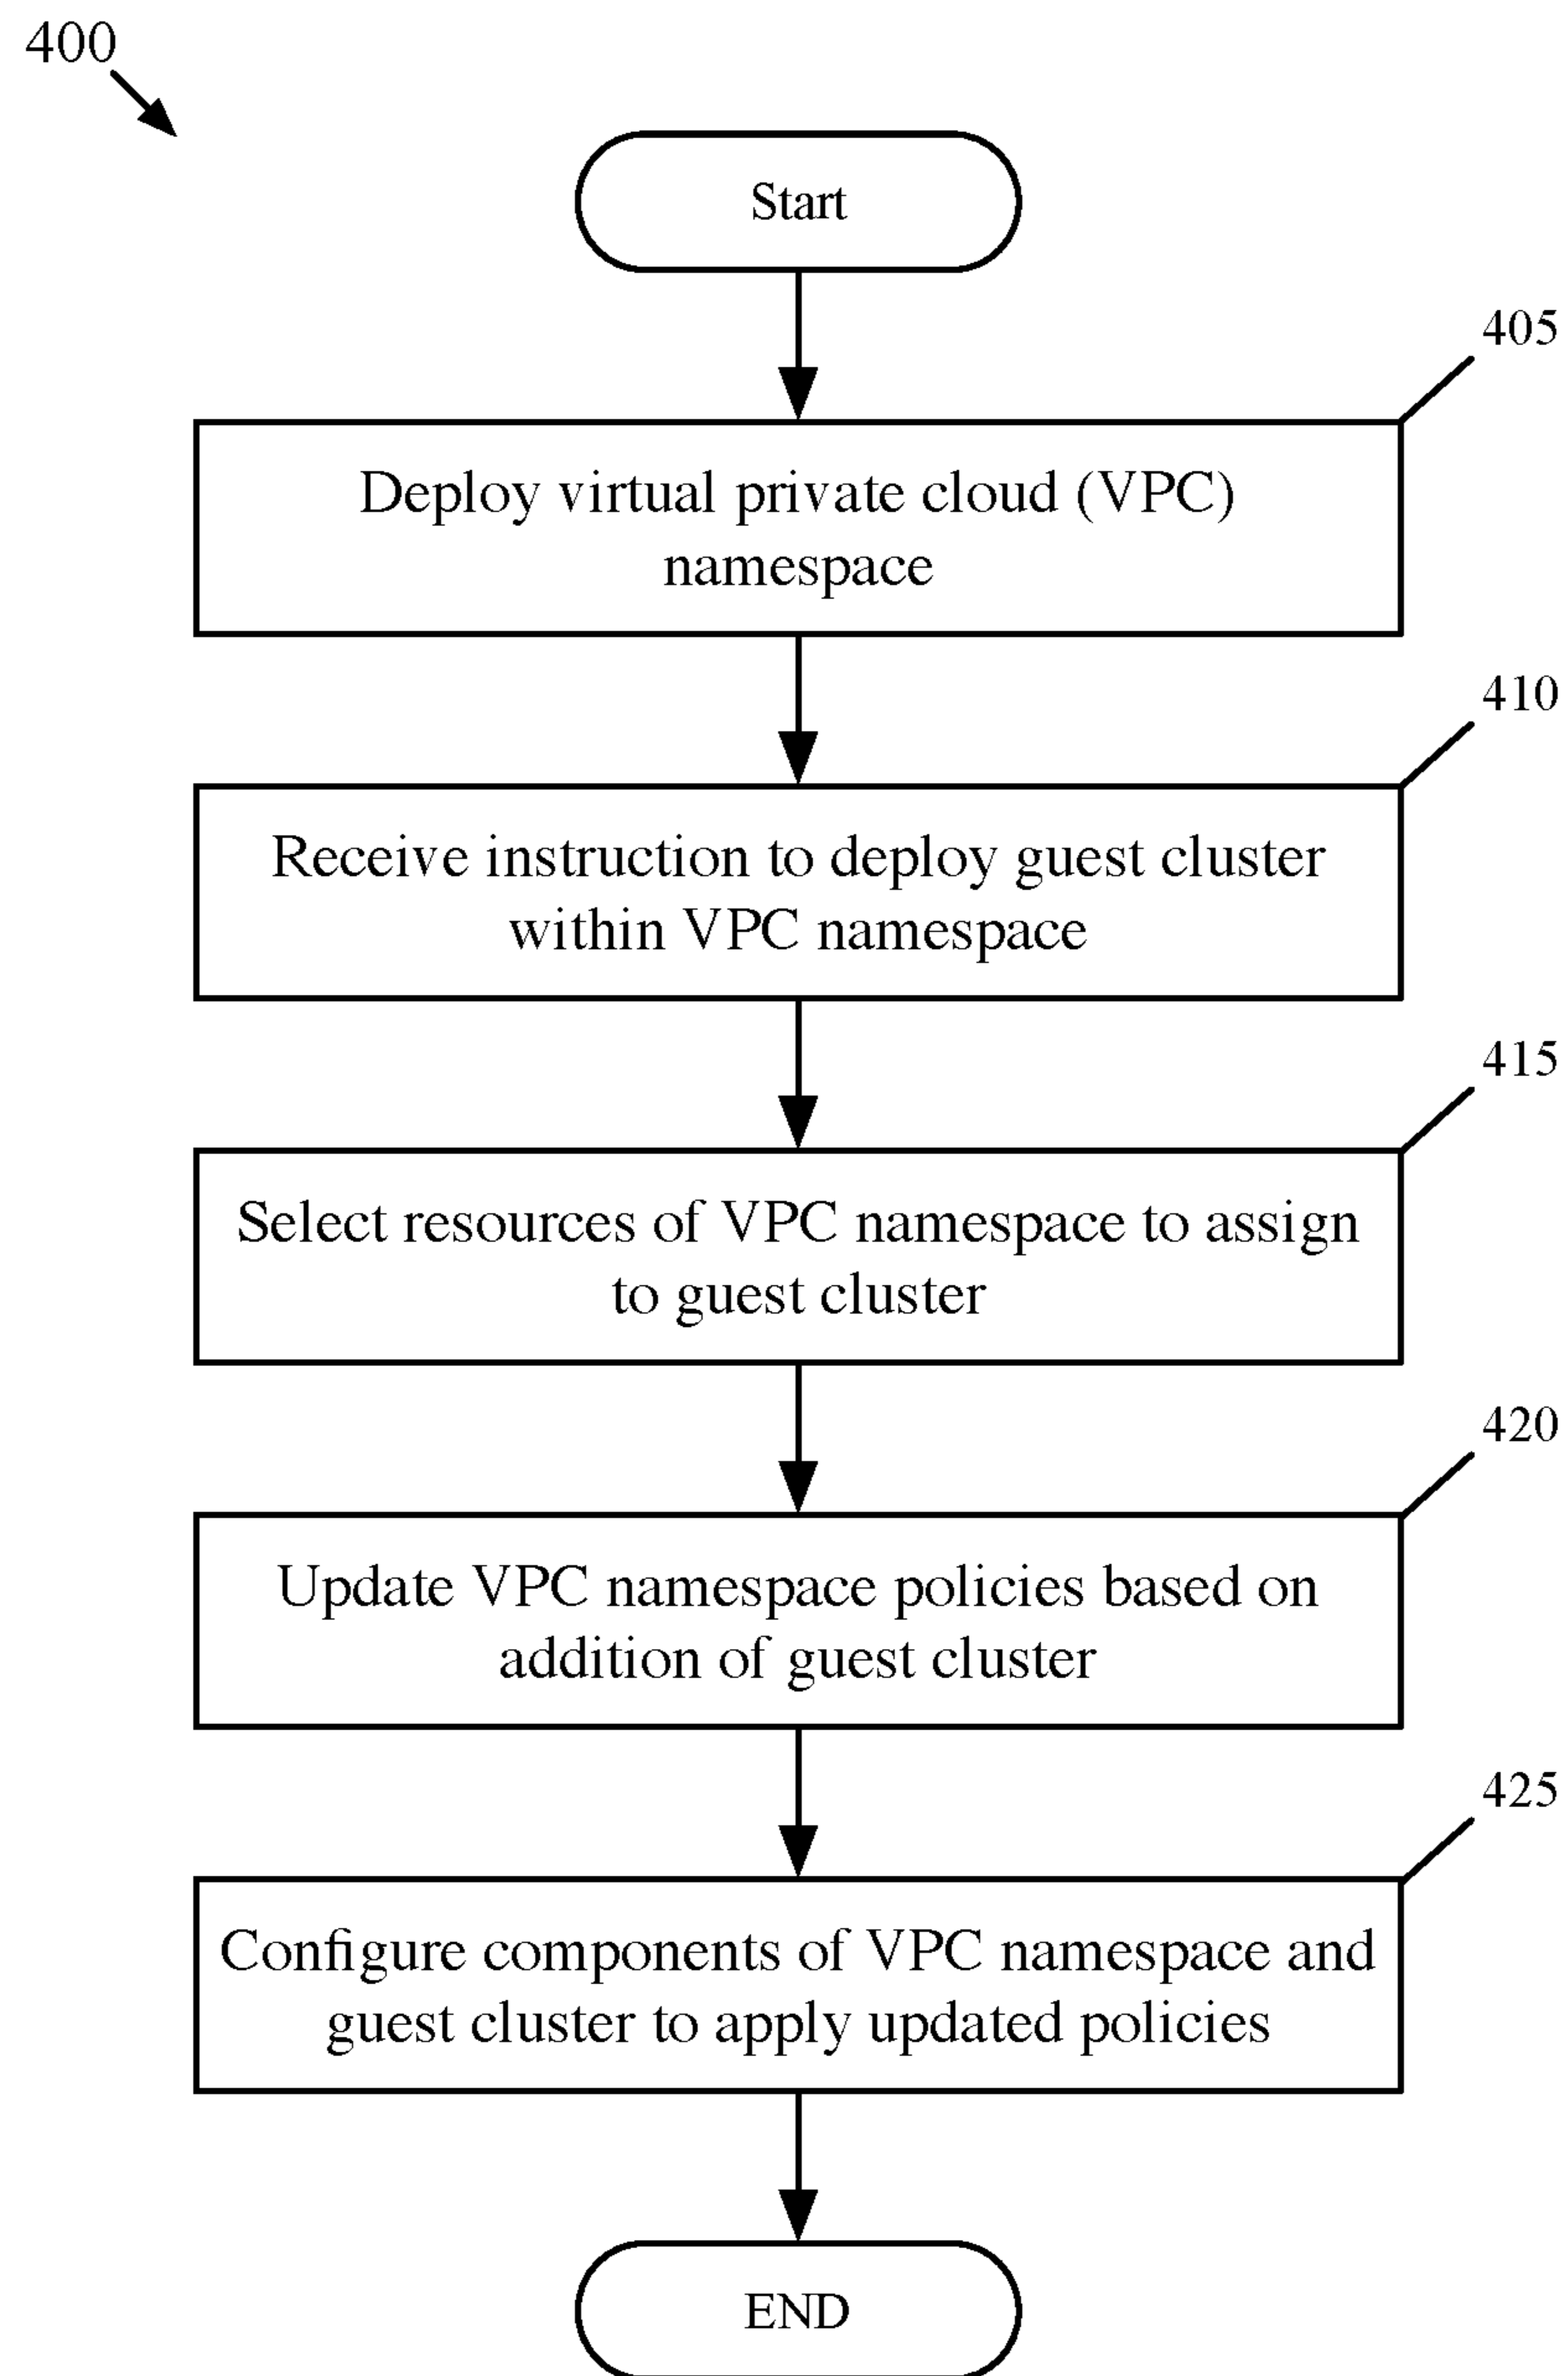 400
Start
405
Deploy virtual private cloud (VPC)
namespace
410
Receive instruction to deploy guest cluster
within VPC namespace
415
Select resources of VPC namespace to assign
to guest cluster
420
Update VPC namespace policies based on
addition of guest cluster
425
Configure components of VPC namespace and
guest cluster to apply updated policies
END